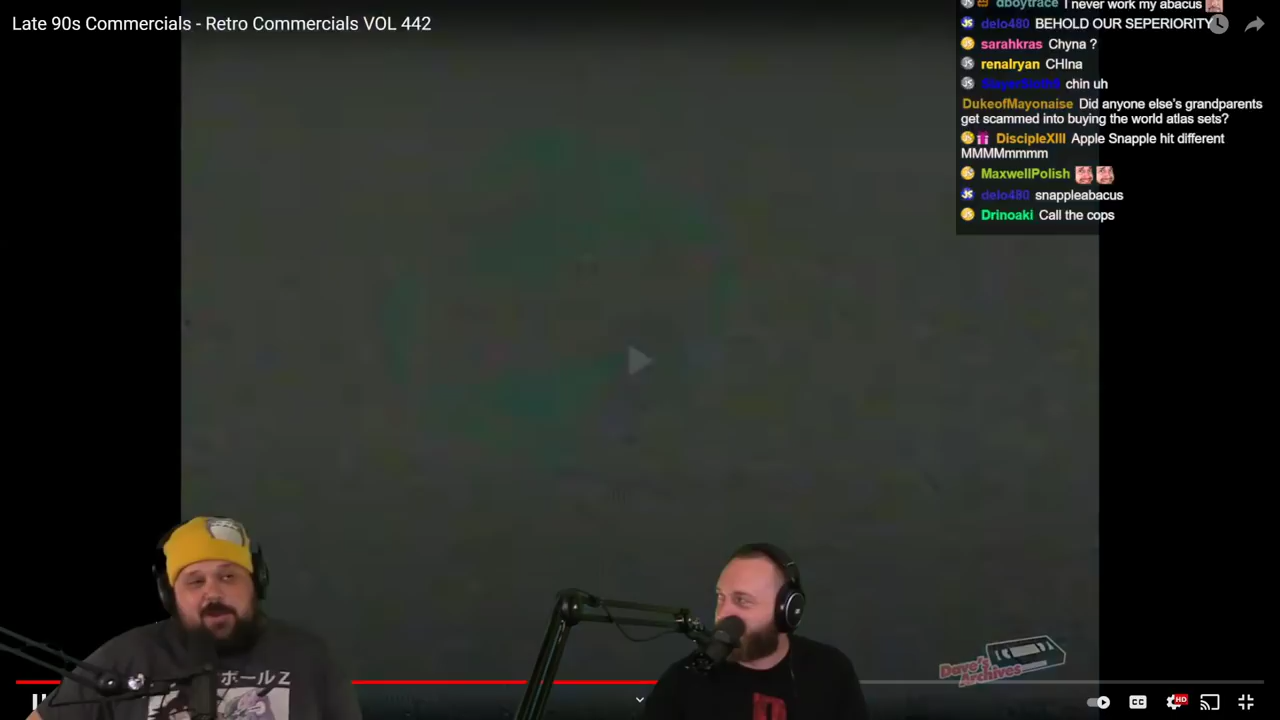 Late 90s Commercials - Retro Commercials VOL 442
dboytrace I never work my abacus
delo480 BEHOLD OUR SEPERIORITY
sarahkras Chyna ?
renalryan CHIna
chin uh
DukeofMayonaise Did anyone else's grandparents
get scammed into buying the world atlas sets?
DiscipleXIII Apple Snapple hit different
MMMMmmmm
MaxwellPolish
delo480 snappleabacus
Drinoaki Call the cops
ボールZ
Dave's
Archives
CC
HD